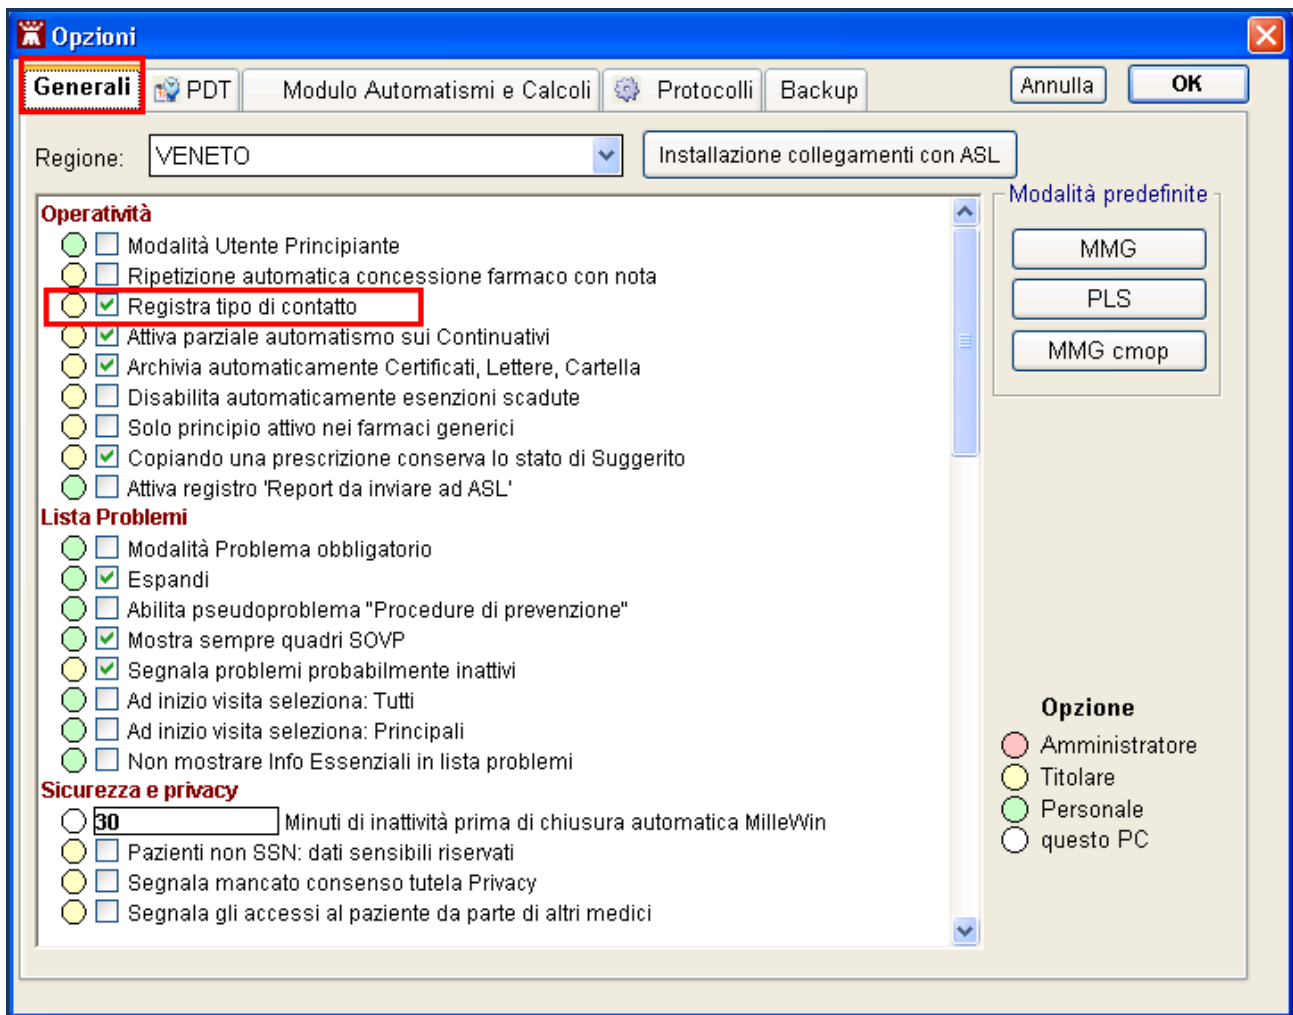 Opzioni
Generali PDT Modulo Automatismi e Calcoli Protocolli Backup Annulla OK
Regione: VENETO Installazione collegamenti con ASL
Modalità predefinite
MMG
PLS
MMG cmop
Operatività
Modalità Utente Principiante
Ripetizione automatica concessione farmaco con nota
Registra tipo di contatto
Attiva parziale automatismo sui Continuativi
Archivia automaticamente Certificati, Lettere, Cartella
Disabilita automaticamente esenzioni scadute
Solo principio attivo nei farmaci generici
Copiando una prescrizione conserva lo stato di Suggerito
Attiva registro 'Report da inviare ad ASL'
Lista Problemi
Modalità Problema obbligatorio
Espandi
Abilita pseudoproblema "Procedure di prevenzione"
Mostra sempre quadri SOVP
Segnala problemi probabilmente inattivi
Ad inizio visita seleziona: Tutti
Ad inizio visita seleziona: Principali
Non mostrare Info Essenziali in lista problemi
Sicurezza e privacy
30 Minuti di inattività prima di chiusura automatica MilleWin
Pazienti non SSN: dati sensibili riservati
Segnala mancato consenso tutela Privacy
Segnala gli accessi al paziente da parte di altri medici
Opzione
Amministratore
Titolare
Personale
questo PC